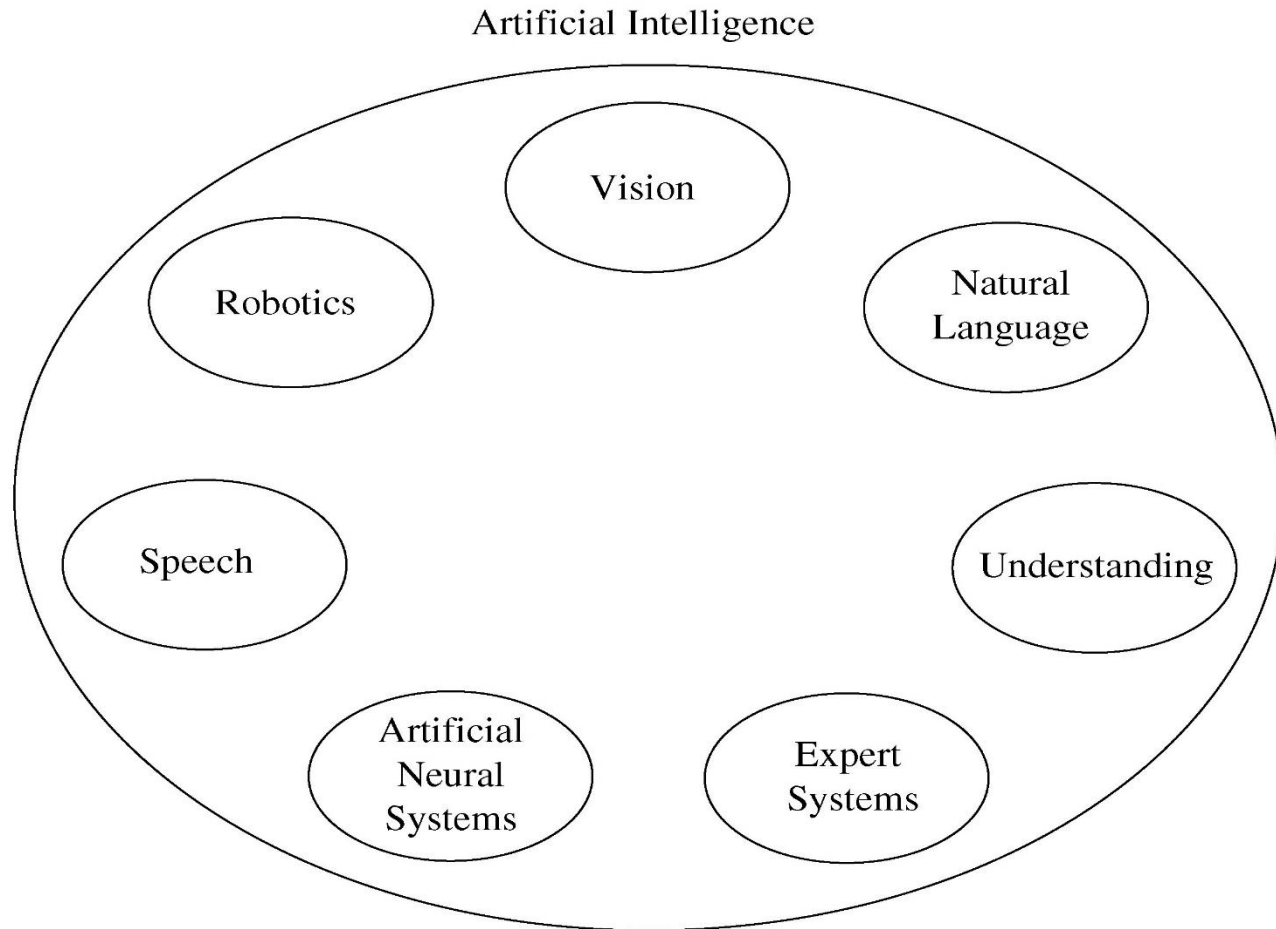 Artificial Intelligence
Vision
Robotics
Natural
Language
Speech
Understanding
Artificial
Neural
Systems
Expert
Systems